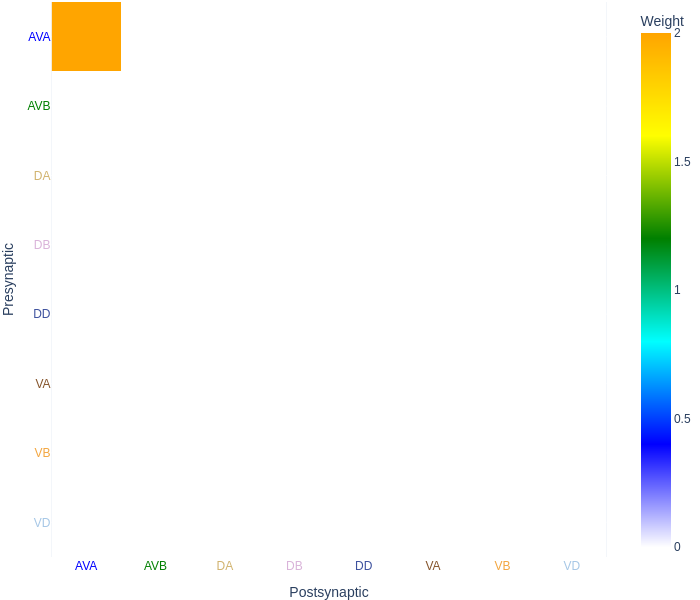 Weight
AVA
AVB
DA
DB
DD
VA
VB
VD
Presynaptic
AVA AVB DA DB DD VA VB VD
Postsynaptic
2
1.5
1
0.5
0